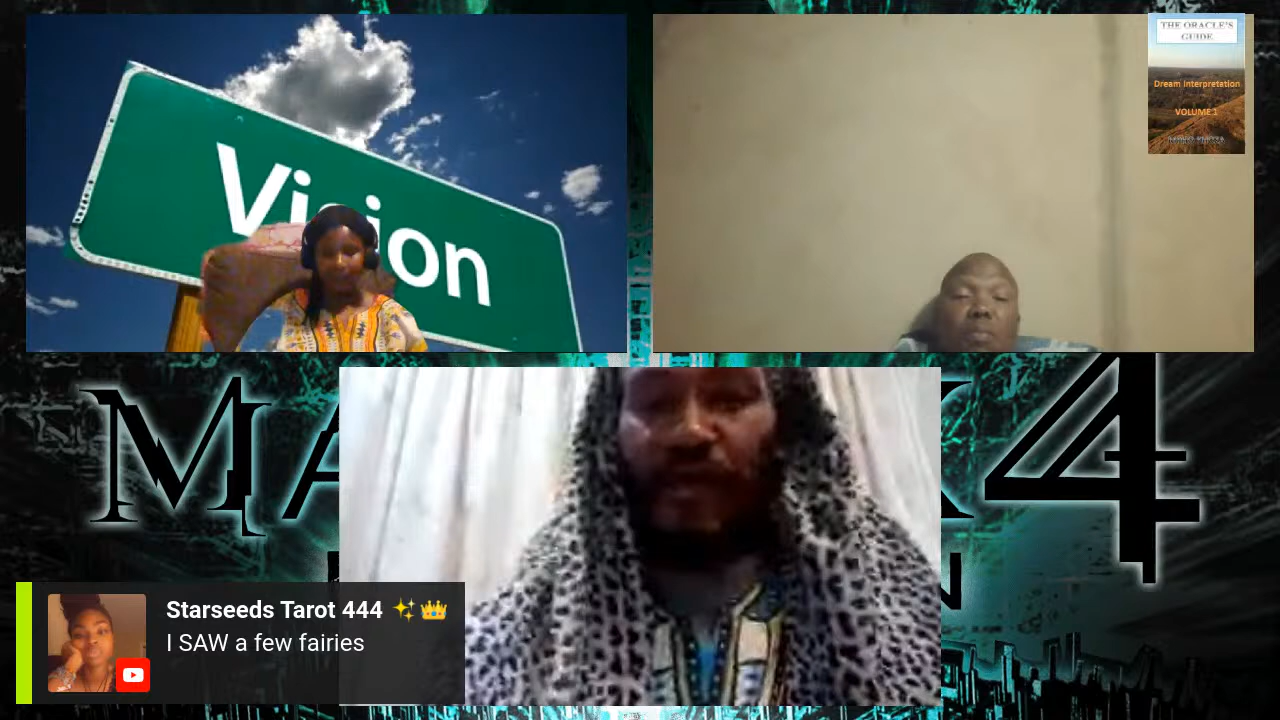 THE ORACLE'S
GUIDE
Dream Interpretation
VOLUME 1
Vision
Starseeds Tarot 444 ✨👑
I SAW a few fairies